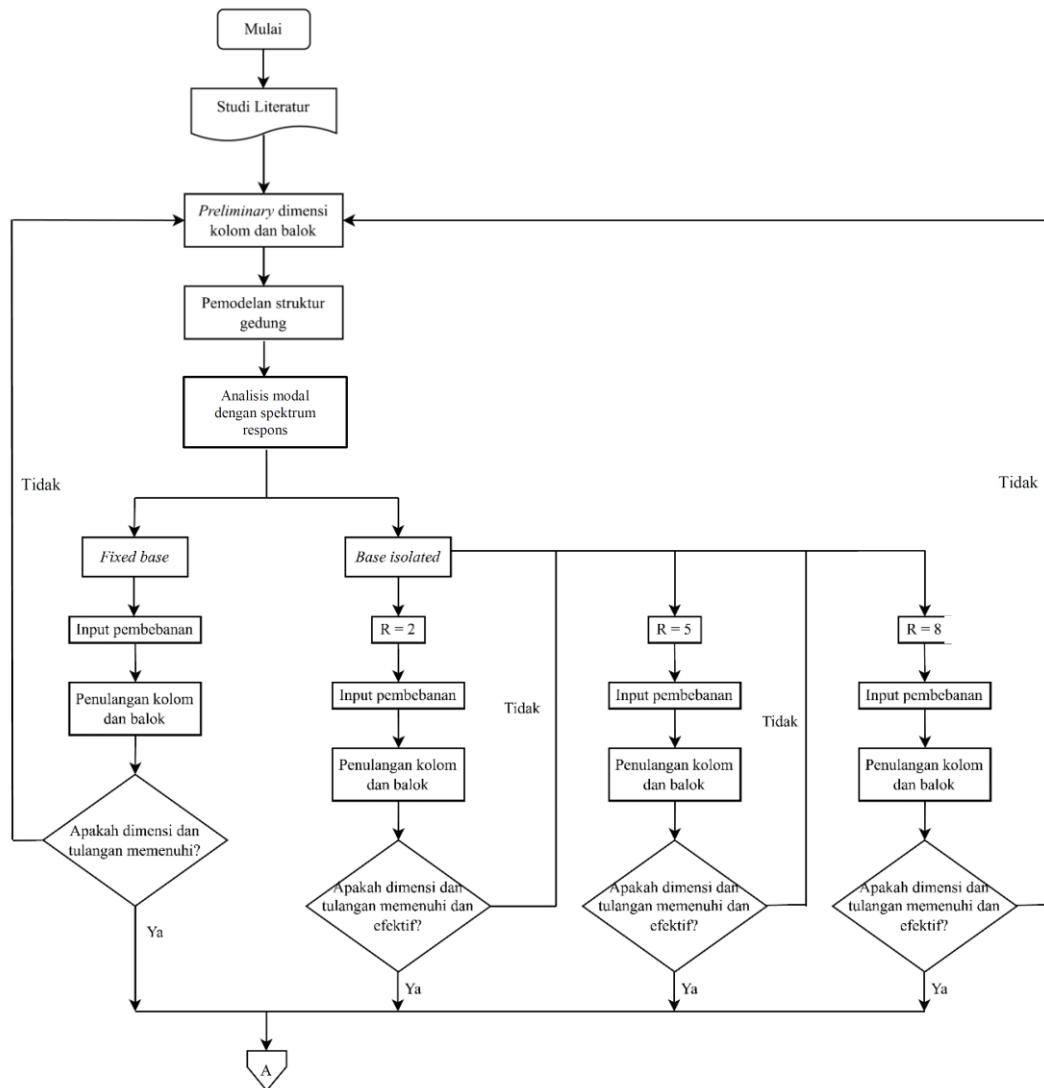 Mulai
Studi Literatur
Preliminary dimensi
kolom dan balok
Pemodelan struktur
gedung
Analisis modal
dengan spektrum
respons
Tidak
Tidak
Fixed base
Base isolated
Input pembebanan
R = 2
R = 5
R = 8
Penulangan kolom
dan balok
Input pembebanan
Tidak
Input pembebanan
Tidak
Input pembebanan
Penulangan kolom
dan balok
Penulangan kolom
dan balok
Penulangan kolom
dan balok
Apakah dimensi dan
tulangan memenuhi?
Apakah dimensi dan
tulangan memenuhi dan
efektif?
Apakah dimensi dan
tulangan memenuhi dan
efektif?
Apakah dimensi dan
tulangan memenuhi dan
efektif?
Ya
Ya
Ya
Ya
A